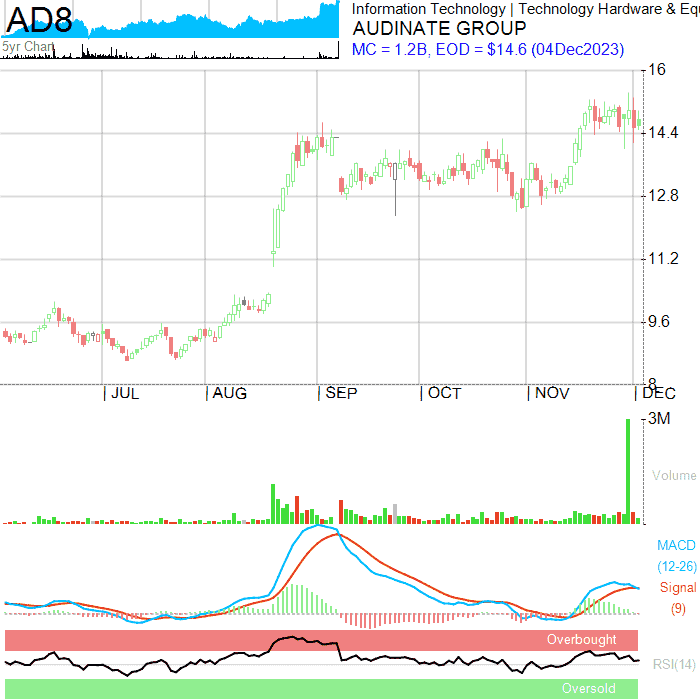 AD8
Information Technology | Technology Hardware & Equ
AUDINATE GROUP
5yr Chart
MC = 1.2B, EOD = $14.6 (04Dec2023)
16
14.4
12.8
11.2
9.6
8
| JUL | AUG | SEP | OCT | NOV | DEC
3M
Volume
MACD
(12-26)
Signal
(9)
Overbought
RSI(14)
Oversold